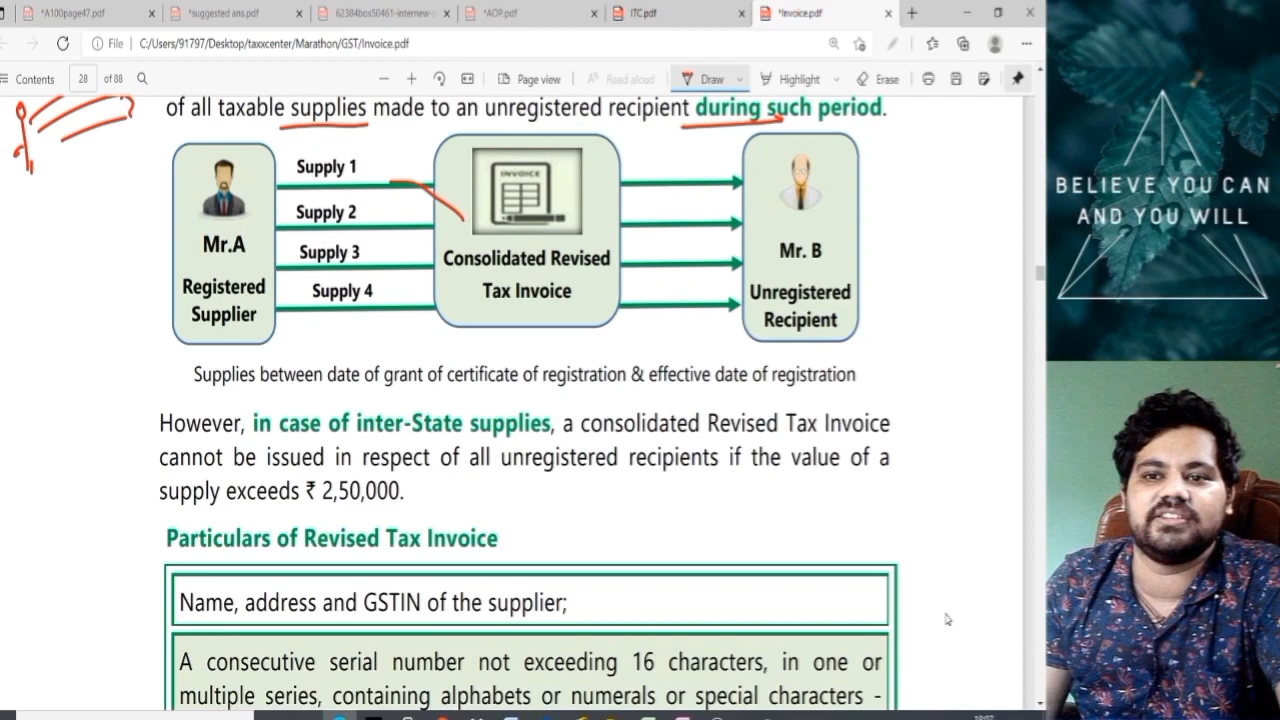 *A100page47.pdf
*suggested ans.pdf
62384bos50461-internew-
*AOP.pdf
ITC.pdf
*Invoice.pdf
File
C:/Users/91797/Desktop/taxxcenter/Marathon/GST/Invoice.pdf
Contents
28 of 88
Page view
Read aloud
Draw
Highlight
Erase
of all taxable supplies made to an unregistered recipient during such period.
Supply 1
Supply 2
Supply 3
Supply 4
Mr.A
Registered
Supplier
INVOICE
Consolidated Revised
Tax Invoice
Mr. B
Unregistered
Recipient
Supplies between date of grant of certificate of registration & effective date of registration
However, in case of inter-State supplies, a consolidated Revised Tax Invoice
cannot be issued in respect of all unregistered recipients if the value of a
supply exceeds ₹ 2,50,000.
Particulars of Revised Tax Invoice
Name, address and GSTIN of the supplier;
A consecutive serial number not exceeding 16 characters, in one or
multiple series, containing alphabets or numerals or special characters -
BELIEVE YOU CAN
AND YOU WILL